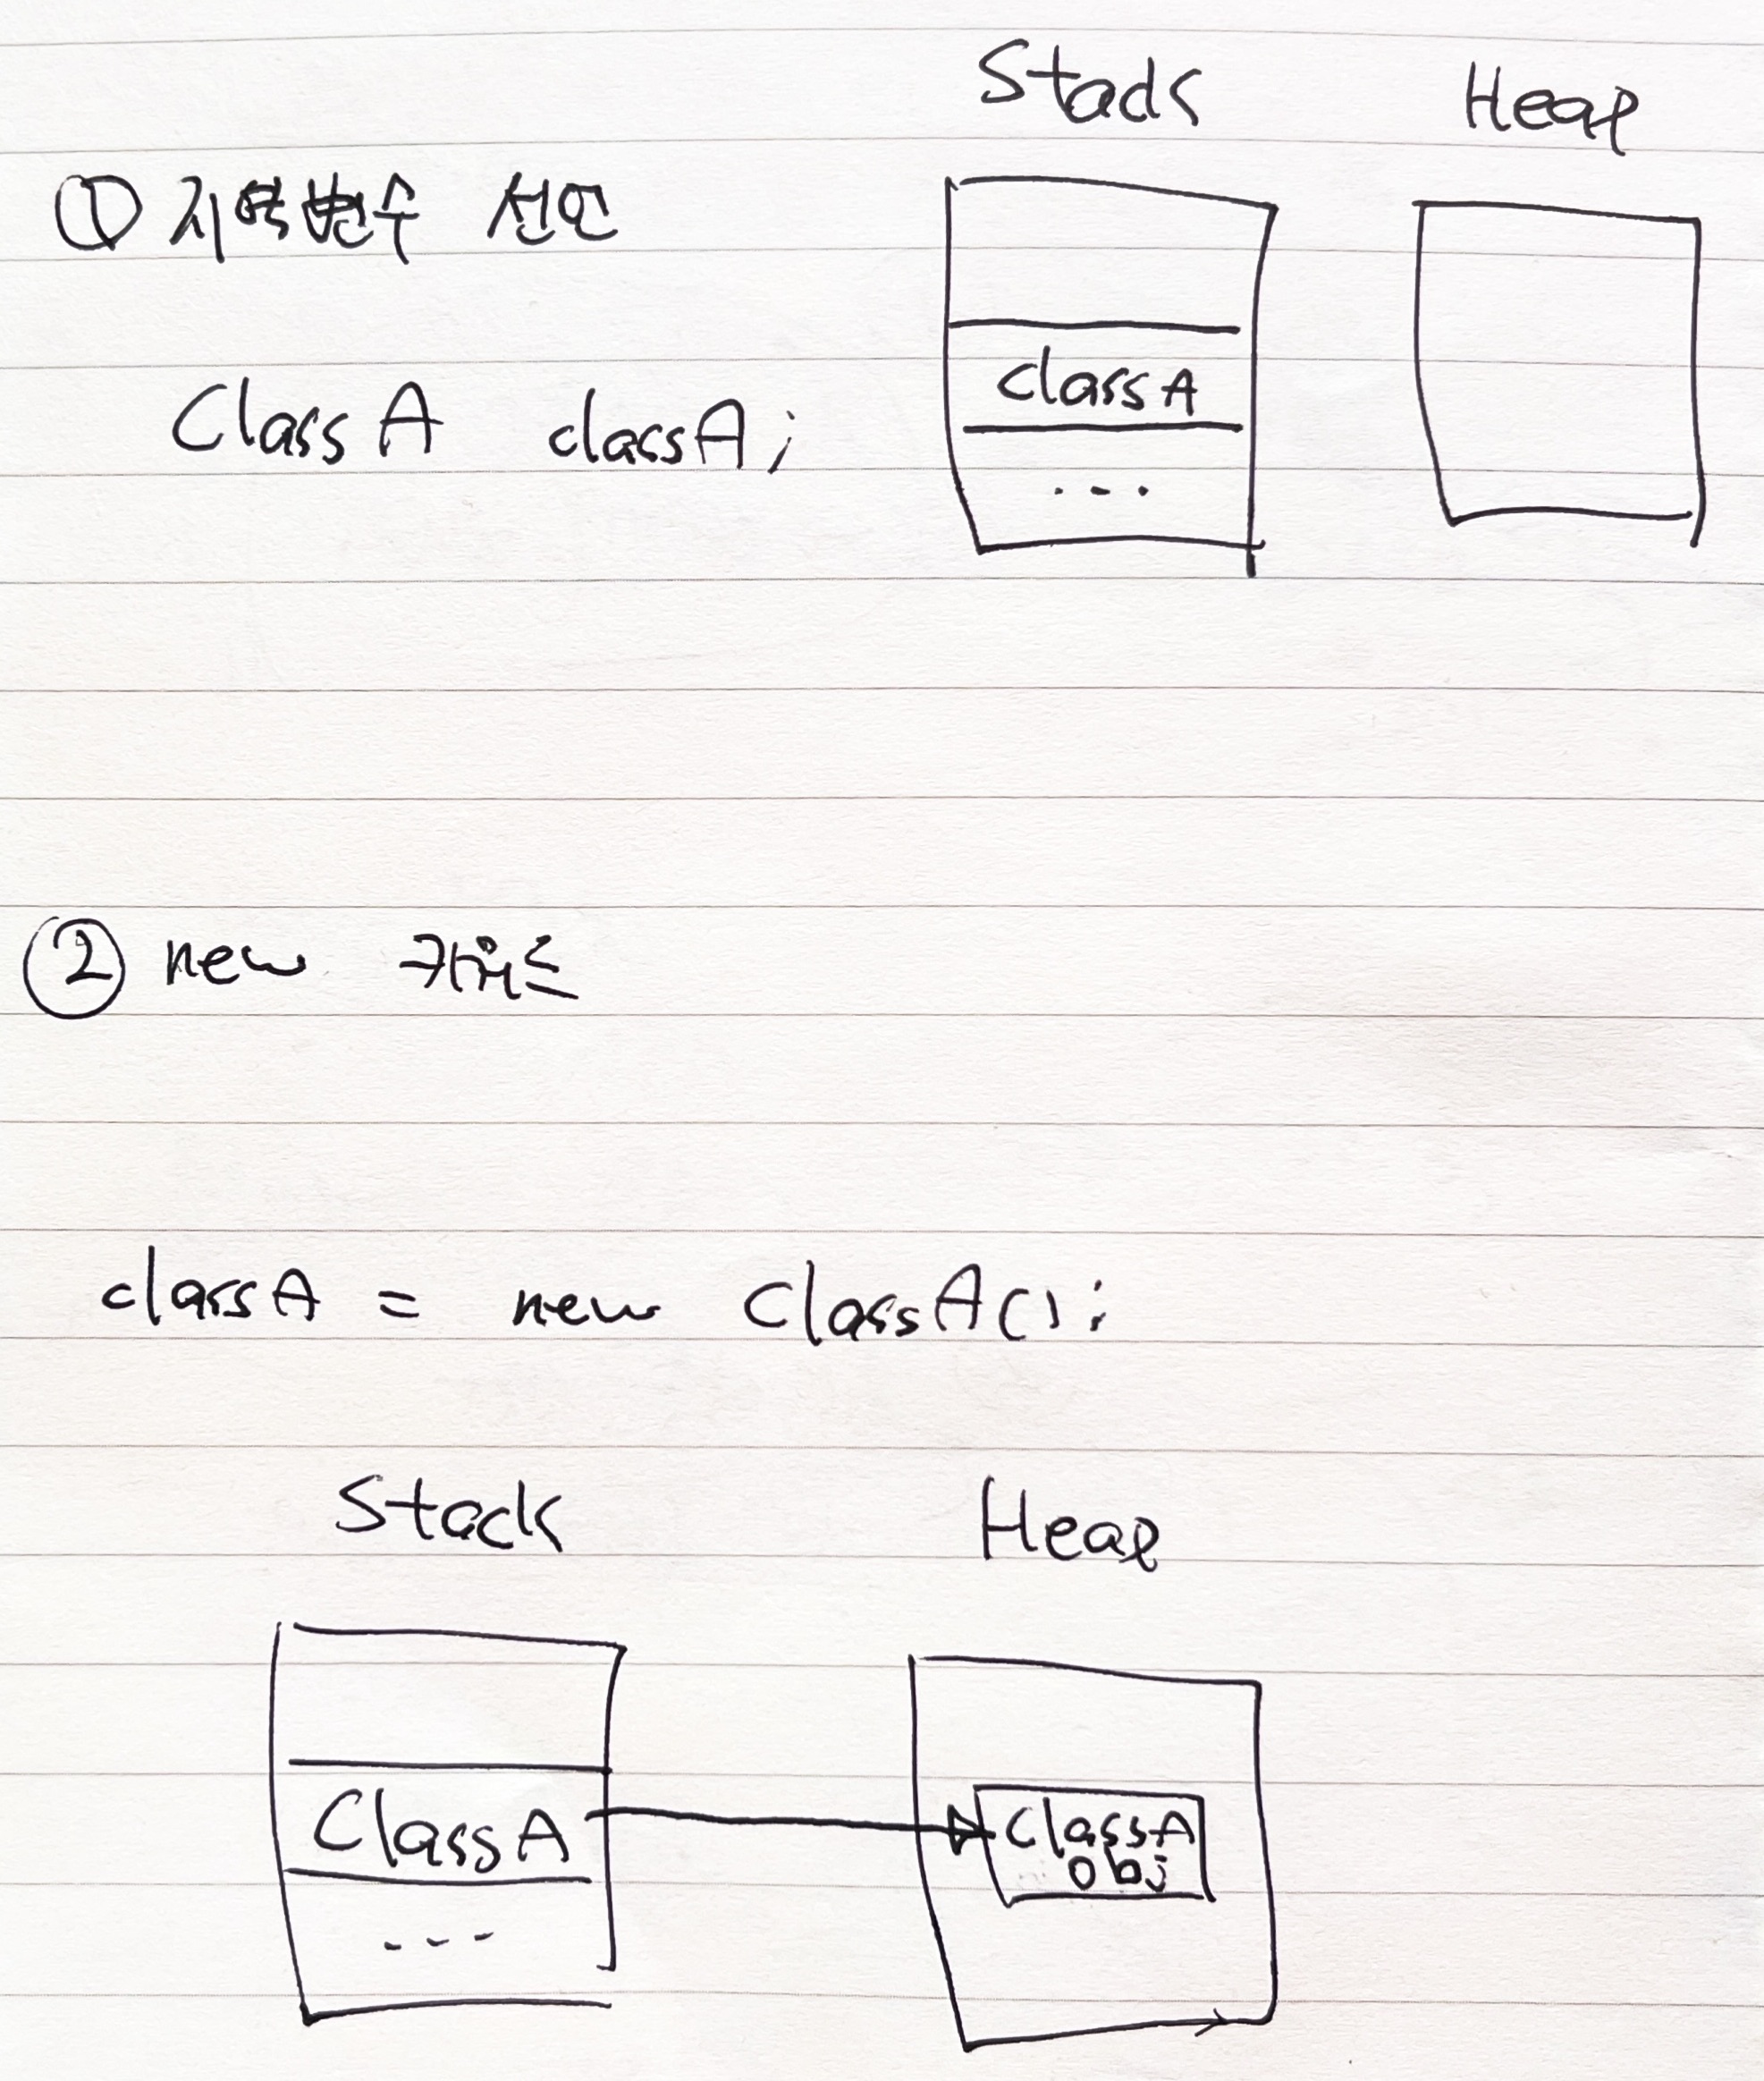 Stack Heap
① 지역변수 선언
classA
ClassA classA;
...
② new 키워드
classA = new ClassA();
Stack Heap
ClassA
ClassA
obj
---